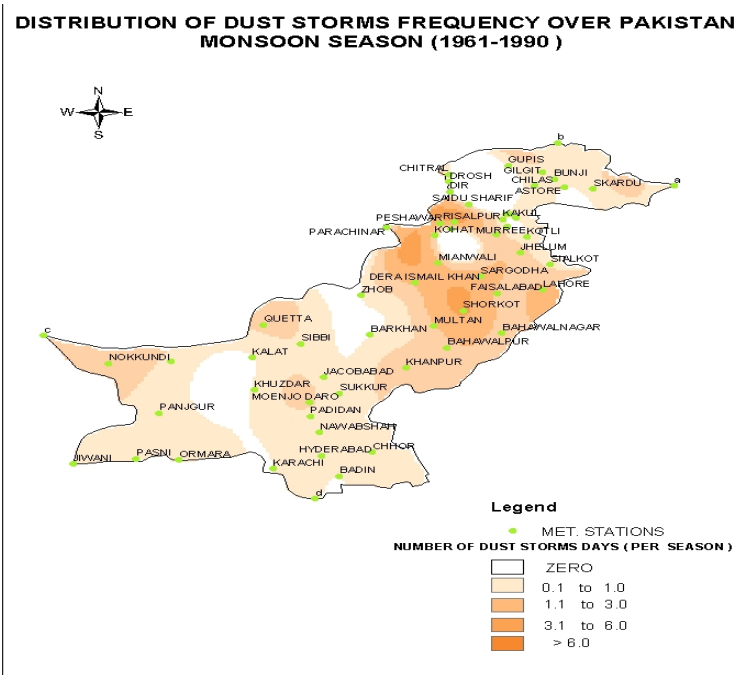 DISTRIBUTION OF DUST STORMS FREQUENCY OVER PAKISTAN
MONSOON SEASON (1961-1990 )
N
W E
S
b
GUPIS
CHITRAL
GILGIT
BUNJI
DROSH
CHILAS
a
DIR
ASTORE
SKARDU
SAIDU SHARIF
PESHAWAR
RISALPUR
KAKUL
PARACHINAR
KOHAT
MURREE
KOTLI
JHELUM
MIANWALI
SIALKOT
SARGODHA
DERA ISMAIL KHAN
ZHOB
FAISALABAD
LAHORE
SHORKOT
QUETTA
MULTAN
c
BARKHAN
BAHAWALNAGAR
SIBBI
BAHAWALPUR
NOKKUNDI
KALAT
KHANPUR
JACOBABAD
KHUZDAR
SUKKUR
MOENJO DARO
PANJGUR
PADIDAN
NAWABSHAH
HYDERABAD
CHHOR
JIWANI
PASNI
ORMARA
KARACHI
BADIN
d
Legend
MET. STATIONS
NUMBER OF DUST STORMS DAYS ( PER SEASON )
ZERO
0.1 to 1.0
1.1 to 3.0
3.1 to 6.0
> 6.0